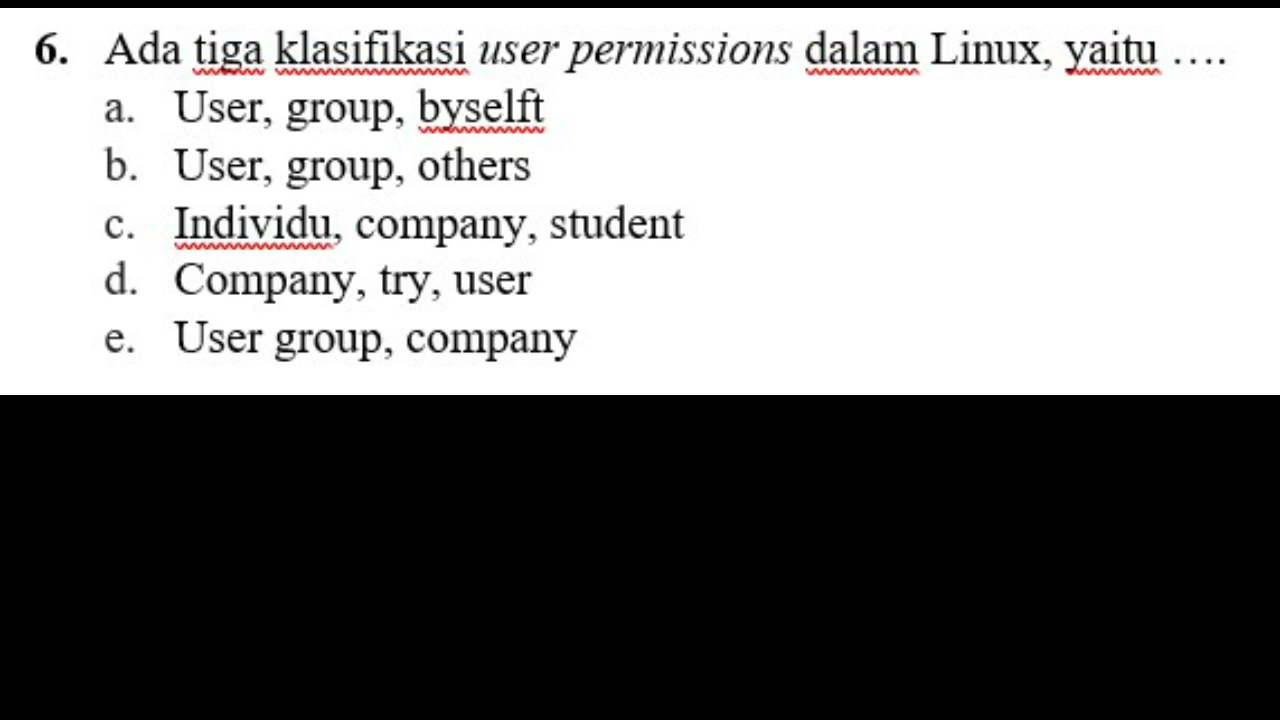 6. Ada tiga klasifikasi user permissions dalam Linux, yaitu ....
a. User, group, byselft
b. User, group, others
c. Individu, company, student
d. Company, try, user
e. User group, company